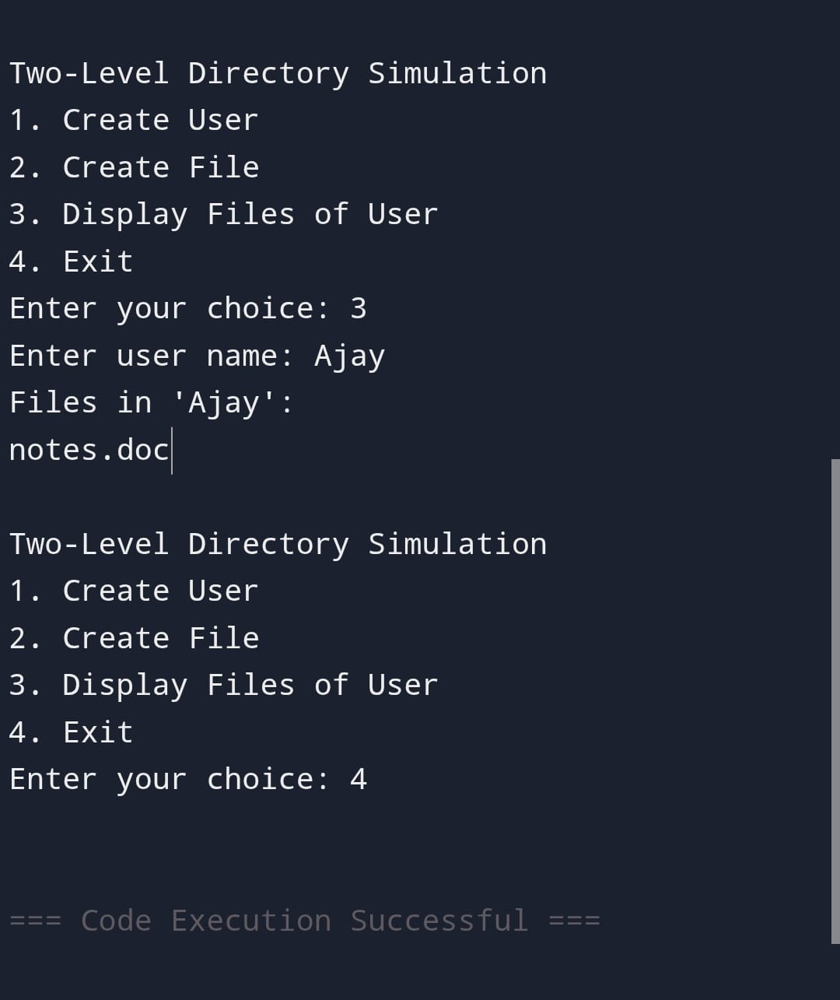 Two-Level Directory Simulation
1. Create User
2. Create File
3. Display Files of User
4. Exit
Enter your choice: 3
Enter user name: Ajay
Files in 'Ajay':
notes.doc
Two-Level Directory Simulation
1. Create User
2. Create File
3. Display Files of User
4. Exit
Enter your choice: 4
=== Code Execution Successful ===